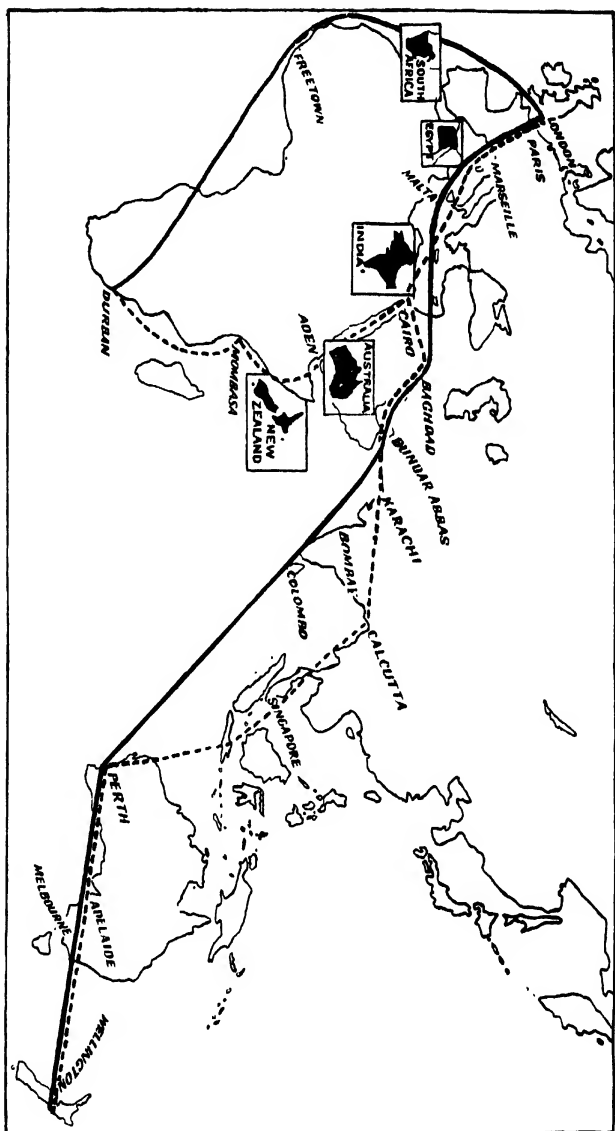 LONDON
PARIS
MARSEILLE
MALTA
SOUTH
AFRICA
EGYPT
FREETOWN
INDIA
CAIRO
BAGHDAD
BUNDAR ABBAS
KARACHI
ADEN
AUSTRALIA
NEW
ZEALAND
MOMBASA
DURBAN
BOMBAY
CALCUTTA
COLOMBO
SINGAPORE
PERTH
ADELAIDE
MELBOURNE
WELLINGTON